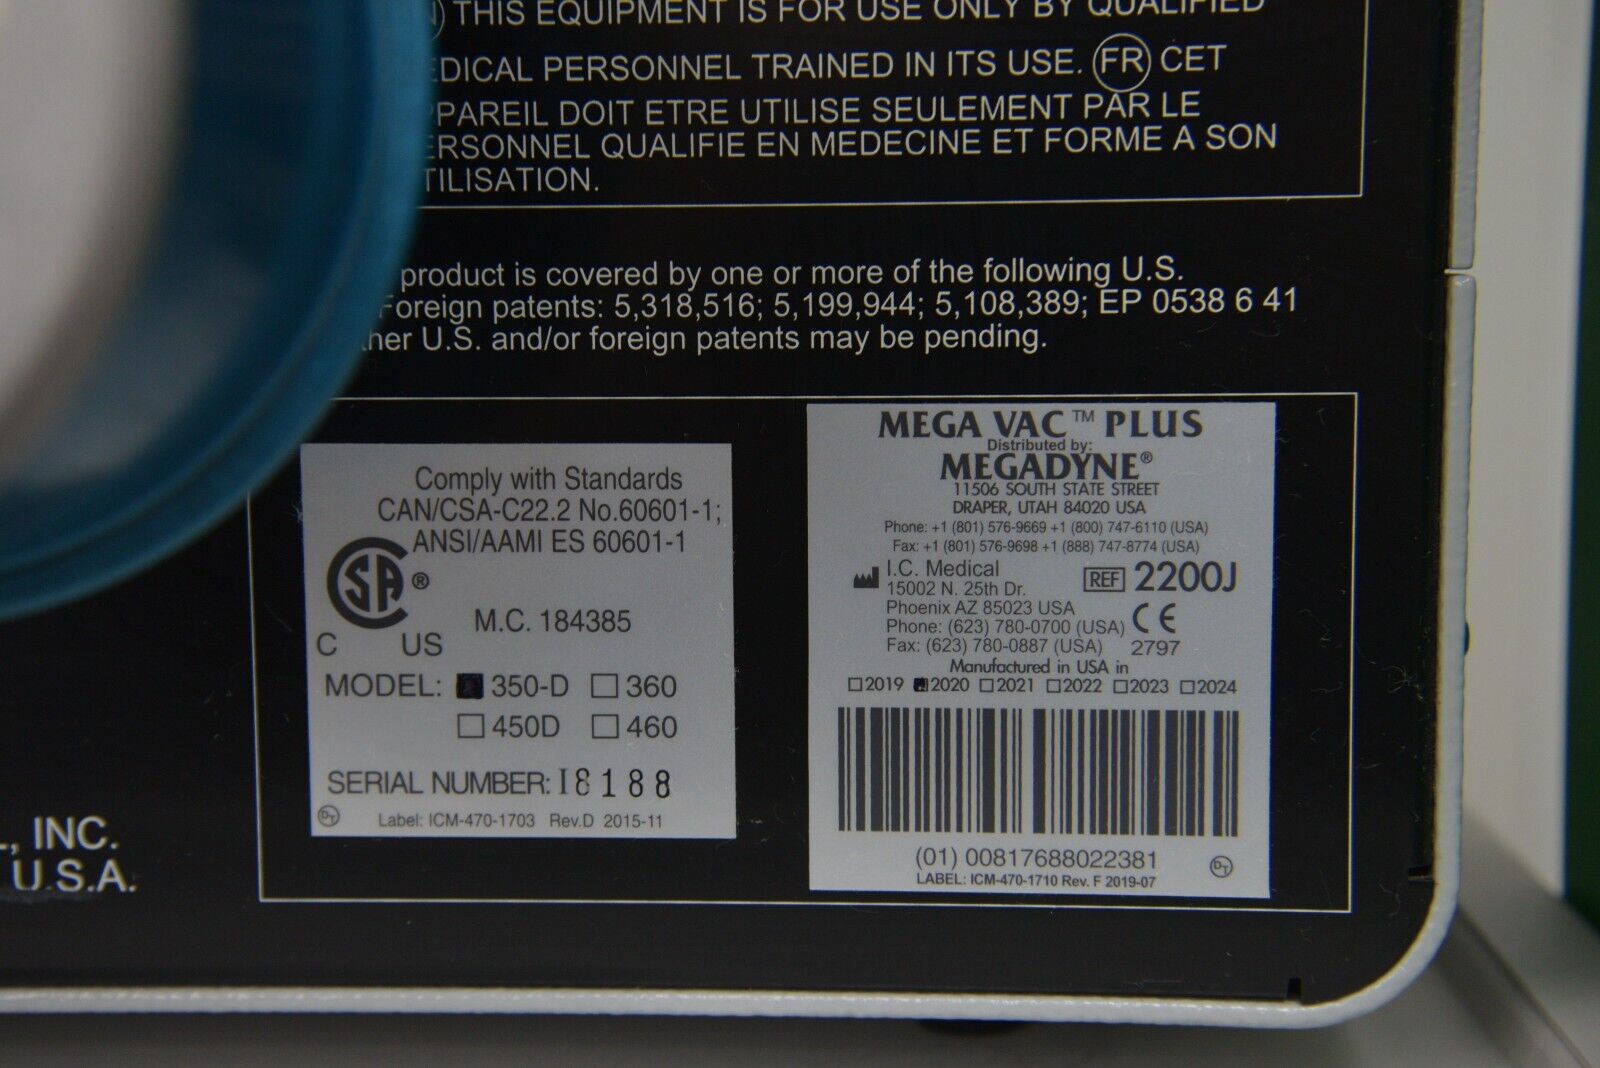 THIS EQUIPMENT IS FOR USE ONLY BY QUALIFIED
EDICAL PERSONNEL TRAINED IN ITS USE. (FR) CET
PPAREIL DOIT ETRE UTILISE SEULEMENT PAR LE
ERSONNEL QUALIFIE EN MEDECINE ET FORME A SON
TILISATION.
product is covered by one or more of the following U.S.
Foreign patents: 5,318,516; 5,199,944; 5,108,389; EP 0538 6 41
her U.S. and/or foreign patents may be pending.
Comply with Standards
CAN/CSA-C22.2 No.60601-1;
ANSI/AAMI ES 60601-1
SA ®
C US
M.C. 184385
MODEL: 350-D 360
450D 460
SERIAL NUMBER: I8188
DT Label: ICM-470-1703 Rev.D 2015-11
MEGA VAC™ PLUS
Distributed by:
MEGADYNE®
11506 SOUTH STATE STREET
DRAPER, UTAH 84020 USA
Phone: +1 (801) 576-9669 +1 (800) 747-6110 (USA)
Fax: +1 (801) 576-9698 +1 (888) 747-8774 (USA)
I.C. Medical
15002 N. 25th Dr.
Phoenix AZ 85023 USA
Phone: (623) 780-0700 (USA)
Fax: (623) 780-0887 (USA)
REF 2200J
CE
2797
Manufactured in USA in
2019 2020 2021 2022 2023 2024
(01) 00817688022381
DT
LABEL: ICM-470-1710 Rev. F 2019-07
, INC.
U.S.A.